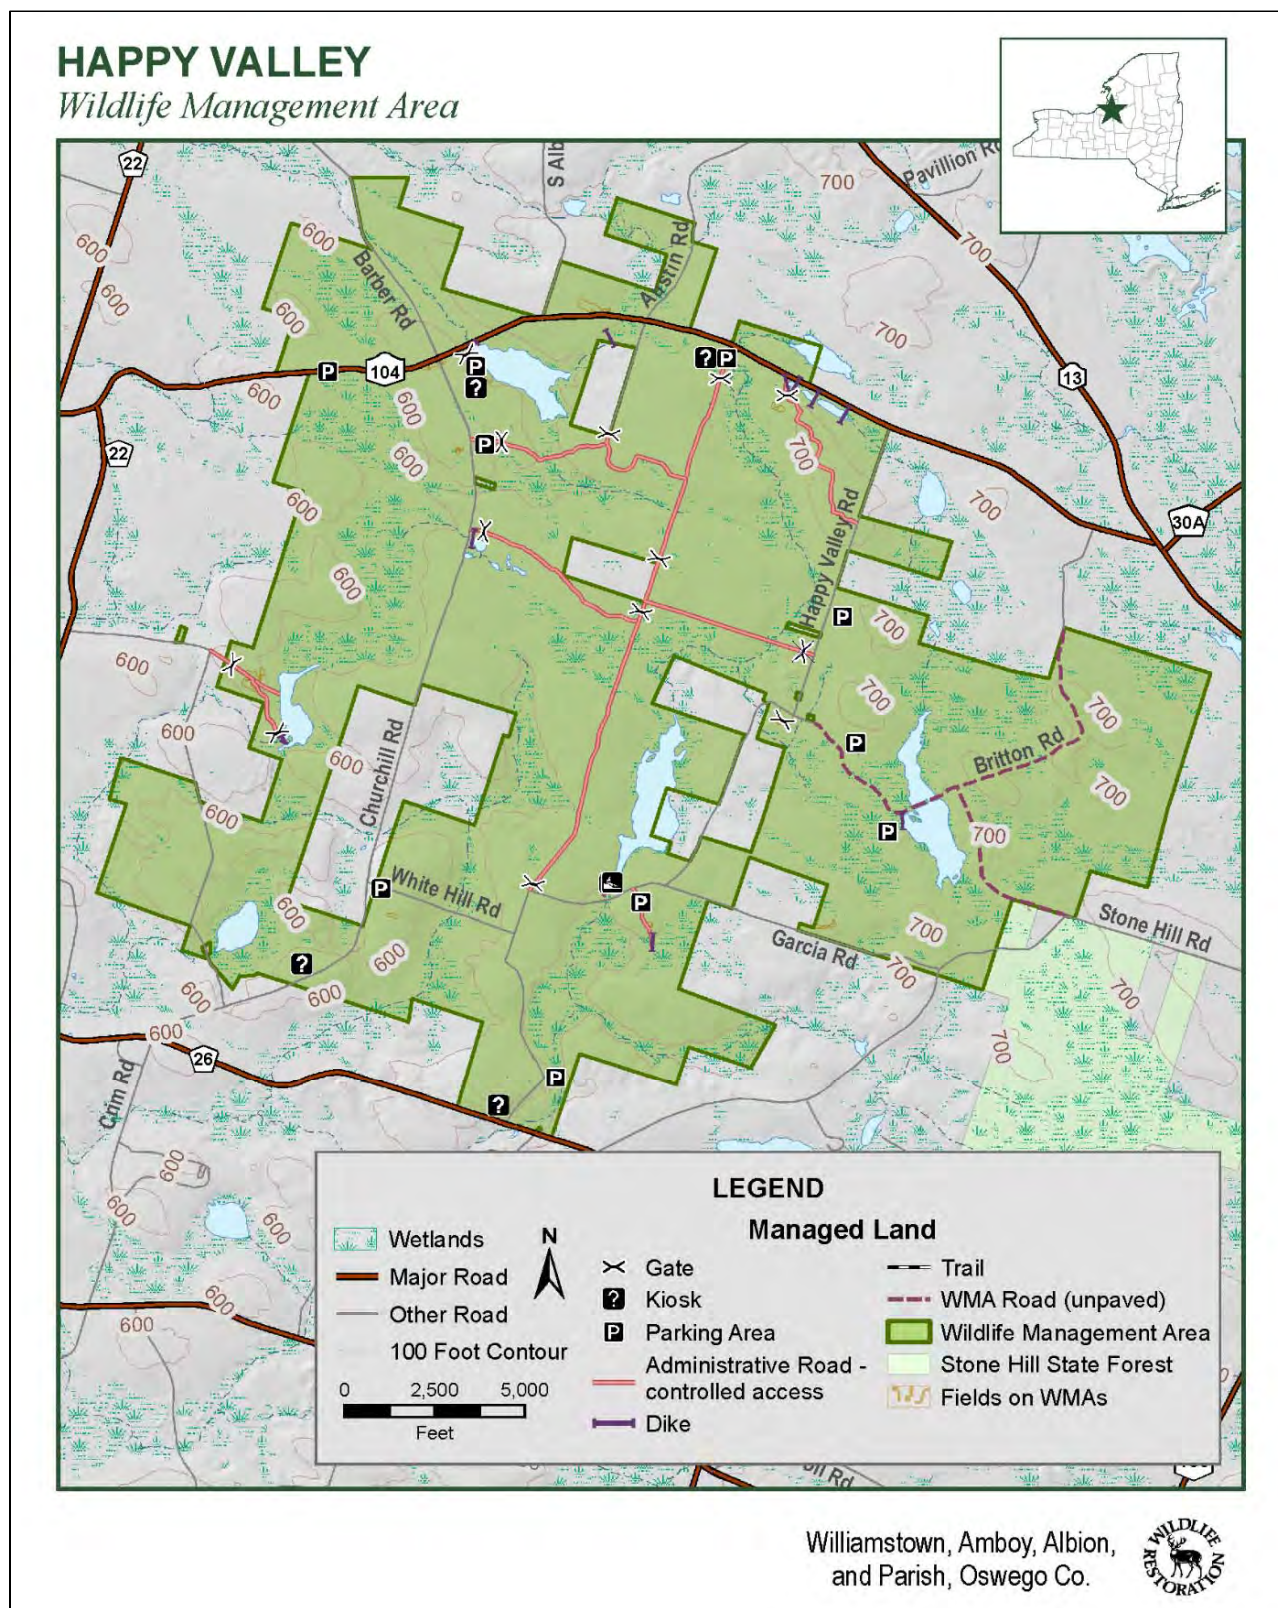 HAPPY VALLEY
Wildlife Management Area
22
S Alb
700
Pavillion Rd
600
600
Barber Rd
Austin Rd
700
600
600
700
104
13
600
600
600
22
700
700
600
30A
Happy Valley Rd
600
700
600
700
700
600
Churchill Rd
600
Britton Rd
700
600
700
White Hill Rd
600
600
Garcia Rd
700
700
Stone Hill Rd
600
600
700
600
26
700
Crim Rd
600
600
600
600
600
LEGEND
Managed Land
Wetlands
Major Road
Other Road
100 Foot Contour
0 2,500 5,000
Feet
N
Gate
? Kiosk
P Parking Area
Administrative Road -
controlled access
Dike
Trail
WMA Road (unpaved)
Wildlife Management Area
Stone Hill State Forest
Fields on WMAs
Williamstown, Amboy, Albion,
and Parish, Oswego Co.
WILDLIFE
RESTORATION